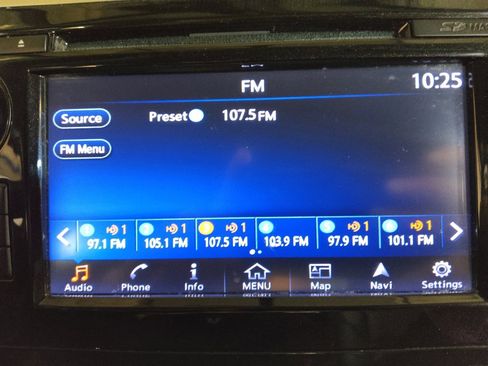 FM
10:25
Source
Preset 107.5 FM
FM Menu
1 1 1 1 1
97.1 FM 105.1 FM 107.5 FM 103.9 FM 97.9 FM 101.1 FM
Audio Phone Info MENU Map Navi Settings